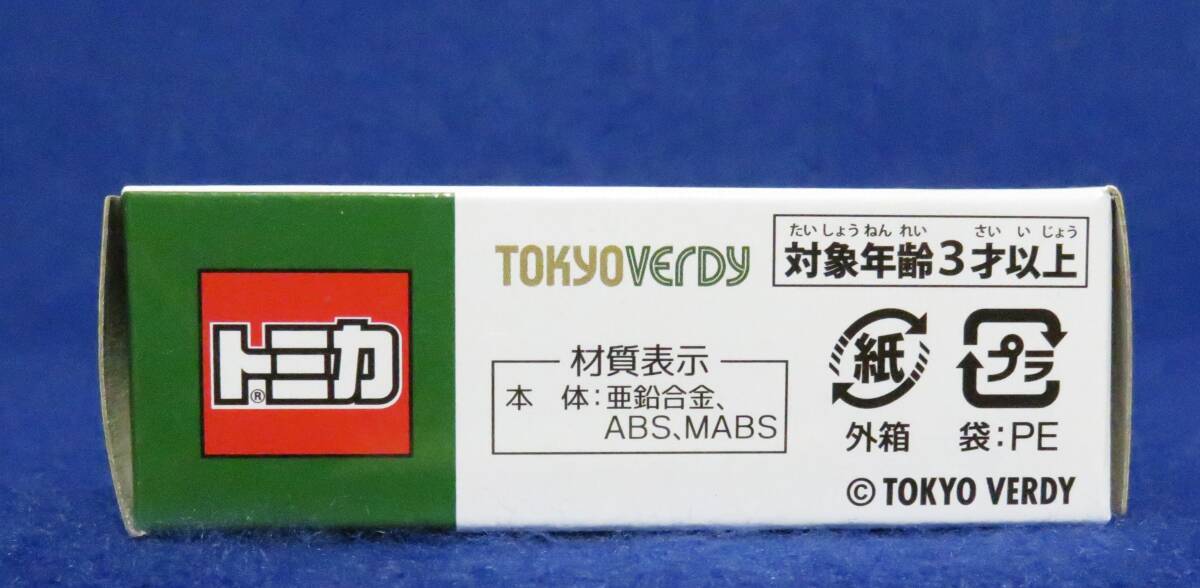 トミカ
®
TOKYO VERDY
たいしょうねんれい さいいじょう
対象年齢3才以上
材質表示
本 体：亜鉛合金、
ABS、MABS
紙
外箱
プラ
袋：PE
© TOKYO VERDY